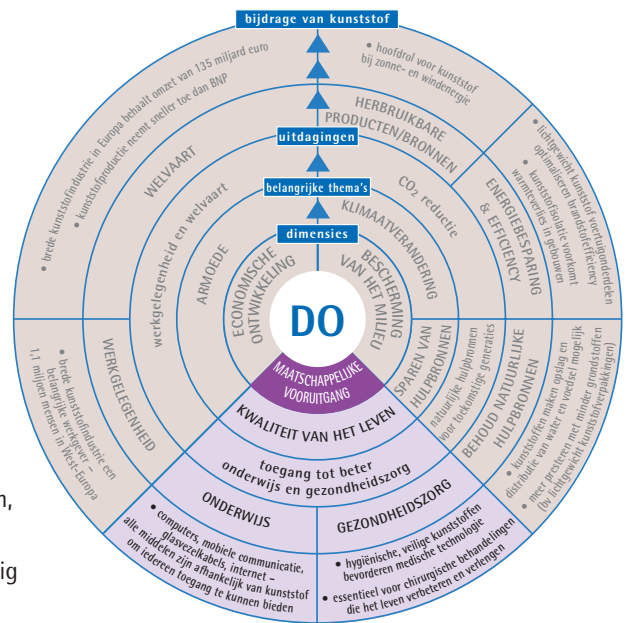 bijdrage van kunststof
• brede kunststofindustrie in Europa behaalt omzet van 135 miljard euro
• kunststofproductie neemt sneller toe dan BNP
• hoofdrol voor kunststof
bij zonne- en windenergie
• lichtgewicht kunststof voertuigonderdelen
optimaliseren brandstofefficiency
• kunststofisolatie voorkomt
warmteverlies in gebouwen
HERBRUIKBARE
PRODUCTEN/BRONNEN
WELVAART
ENERGIEBESPARING
& EFFICIENCY
uitdagingen
werkgelegenheid en welvaart
CO₂ reductie
belangrijke thema's
ARMOEDE
KLIMAATVERANDERING
dimensies
ECONOMISCHE
ONTWIKKELING
BESCHERMING
VAN HET MILIEU
DO
MAATSCHAPPELIJKE
VOORUITGANG
SPAREN VAN
HULPBRONNEN
natuurlijke hulpbronnen
voor toekomstige generaties
BEHOUD NATUURLIJKE
HULPBRONNEN
• kunststoffen maken opslag en
distributie van water en voedsel mogelijk
• meer presteren met minder grondstoffen
(bv lichtgewicht kunstofverpakkingen)
WERKGELEGENHEID
• brede kunststofindustrie een
belangrijke werkgever –
1,1 miljoen mensen in West-Europa
KWALITEIT VAN HET LEVEN
toegang tot beter
onderwijs en gezondheidszorg
ONDERWIJS
GEZONDHEIDSZORG
• computers, mobiele communicatie,
glasvezelkabels, internet –
alle middelen zijn afhankelijk van kunststof
om iedereen toegang te kunnen bieden
• hygiënische, veilige kunststoffen
bevorderen medische technologie
• essentieel voor chirurgische behandelingen
die het leven verbeteren en verlengen
n,
ig